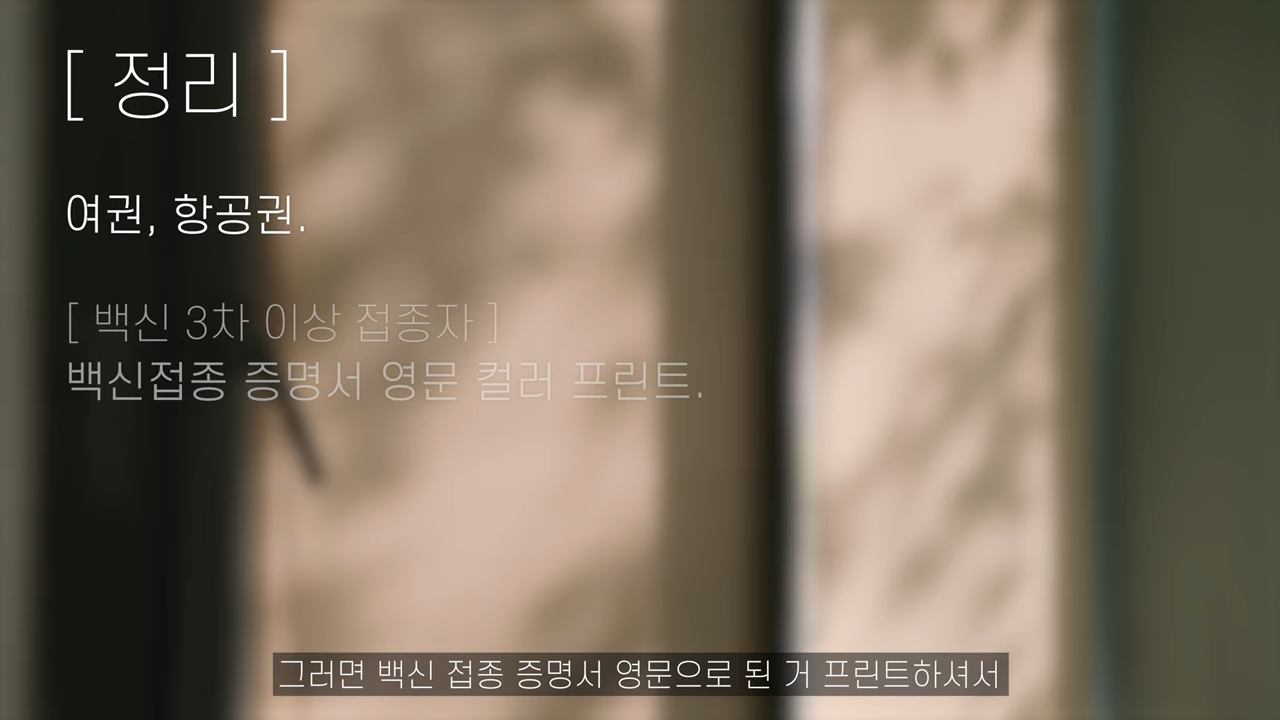 [ 정리 ]
여권, 항공권.
[ 백신 3차 이상 접종자 ]
백신접종 증명서 영문 컬러 프린트.
그러면 백신 접종 증명서 영문으로 된 거 프린트하셔서